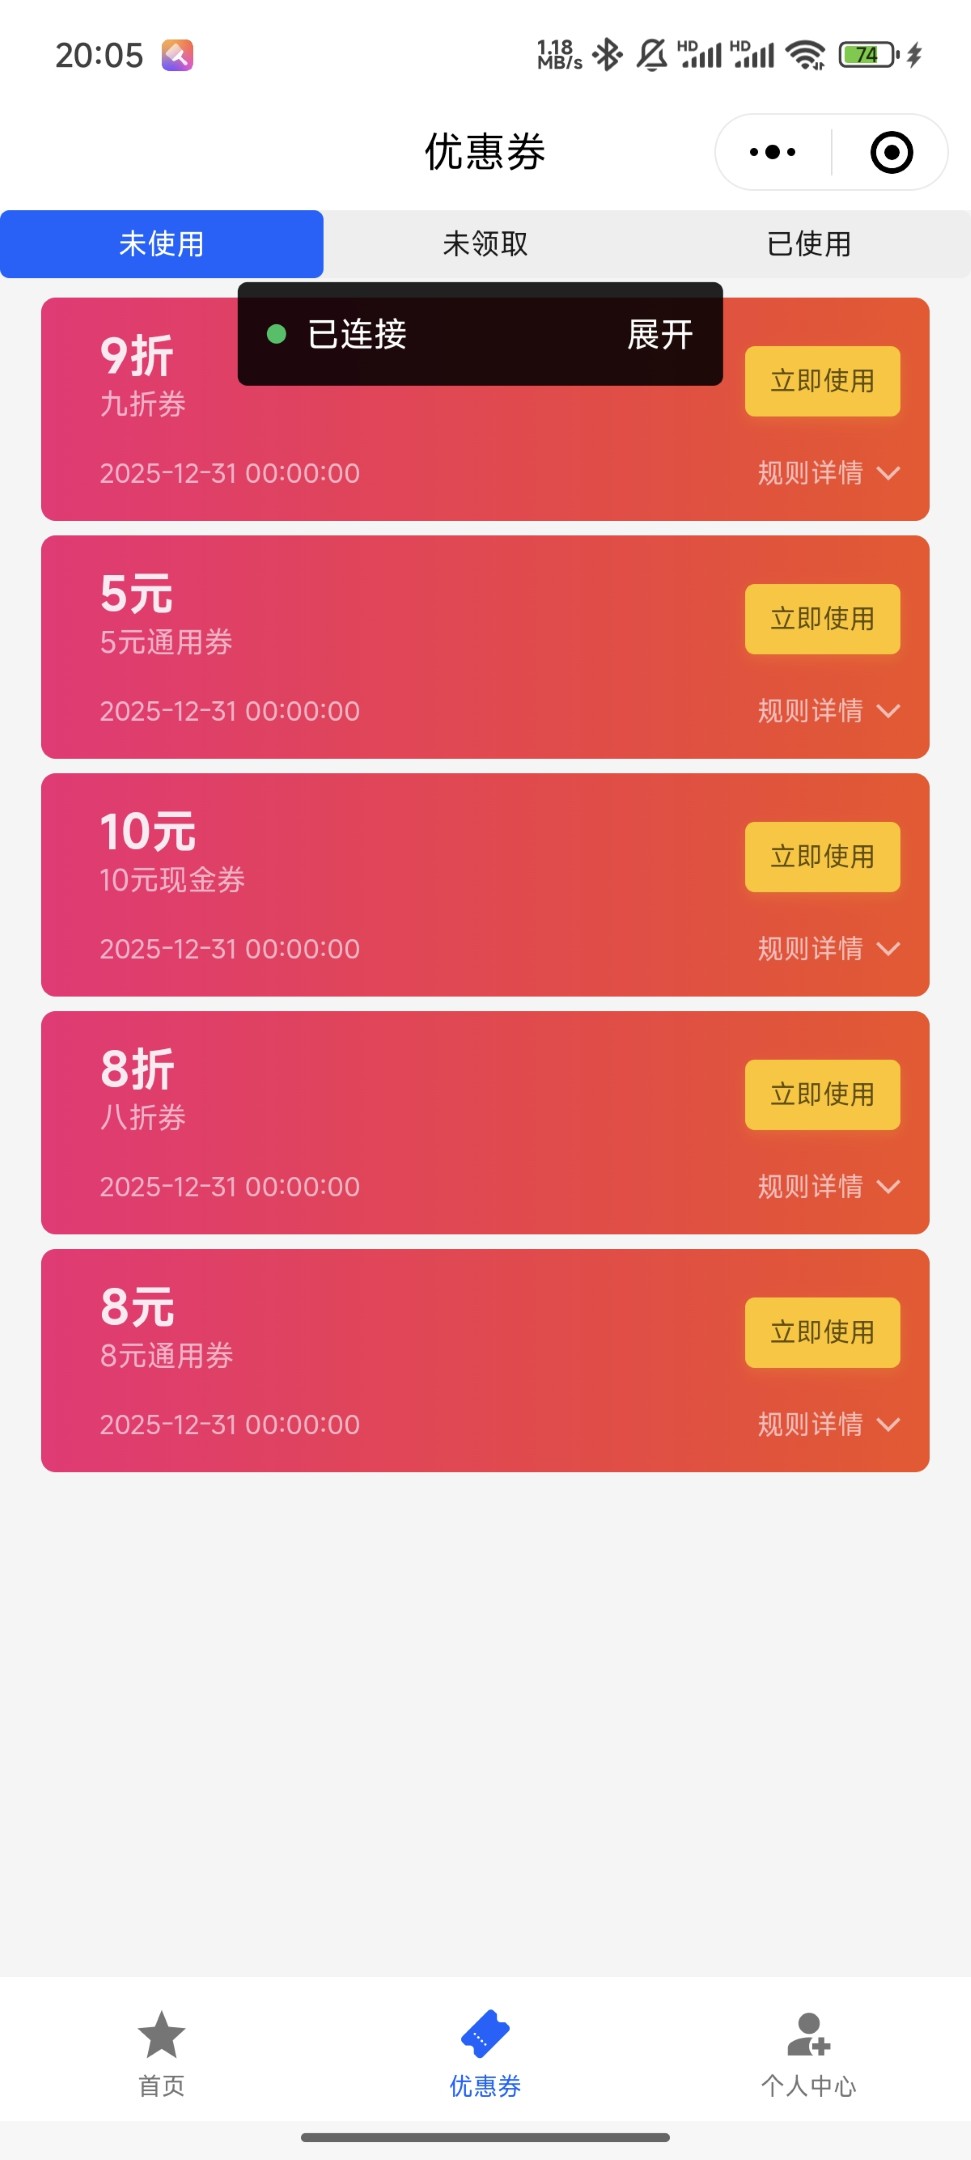 20:05
1.18 MB/s HD HD 74
优惠券
未使用 未领取 已使用
已连接 展开
9折
九折券
立即使用
2025-12-31 00:00:00 规则详情
5元
5元通用券
立即使用
2025-12-31 00:00:00 规则详情
10元
10元现金券
立即使用
2025-12-31 00:00:00 规则详情
8折
八折券
立即使用
2025-12-31 00:00:00 规则详情
8元
8元通用券
立即使用
2025-12-31 00:00:00 规则详情
首页 优惠券 个人中心